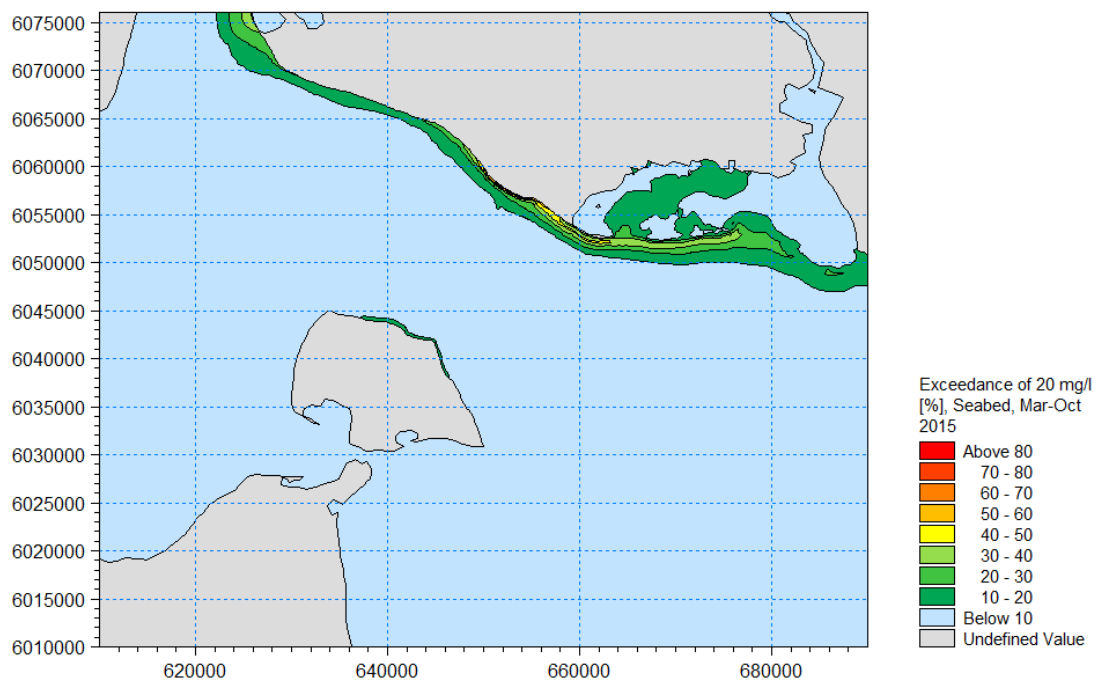 6075000
6070000
6065000
6060000
6055000
6050000
6045000
6040000
6035000
6030000
6025000
6020000
6015000
6010000
620000 640000 660000 680000
Exceedance of 20 mg/l
[%], Seabed, Mar-Oct
2015
Above 80
70 - 80
60 - 70
50 - 60
40 - 50
30 - 40
20 - 30
10 - 20
Below 10
Undefined Value